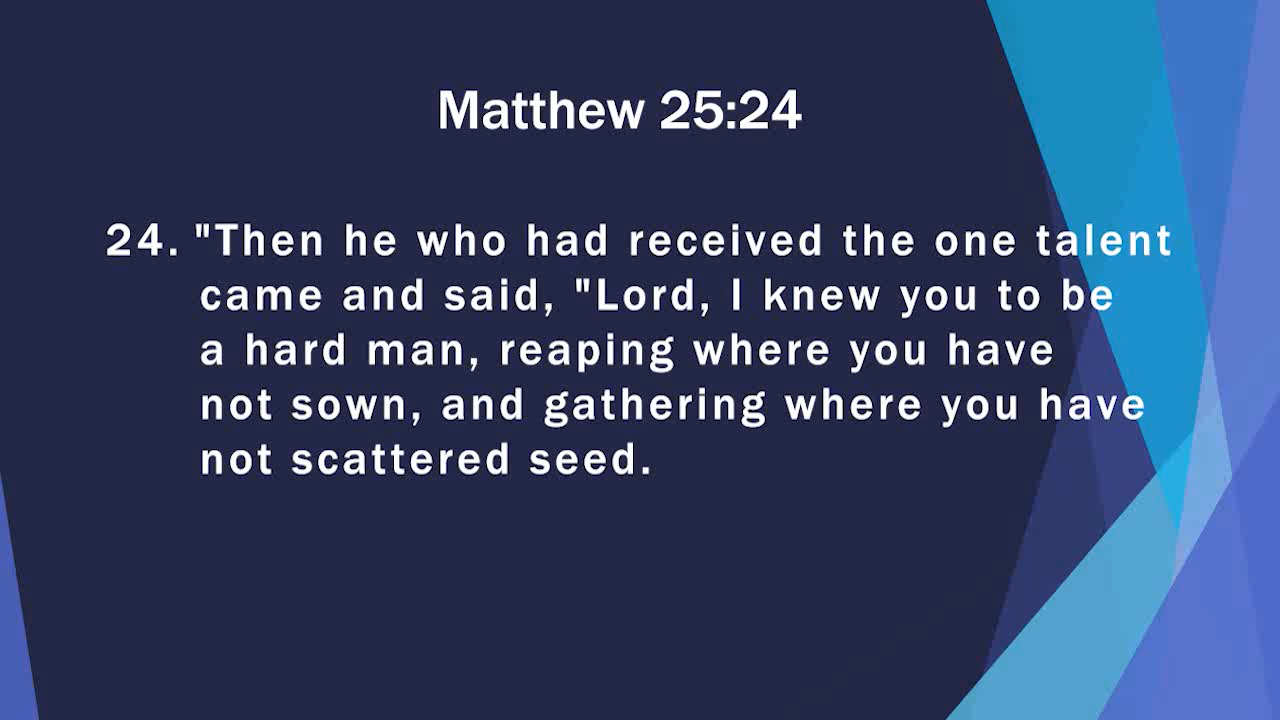 Matthew 25:24
24. "Then he who had received the one talent
came and said, "Lord, I knew you to be
a hard man, reaping where you have
not sown, and gathering where you have
not scattered seed.